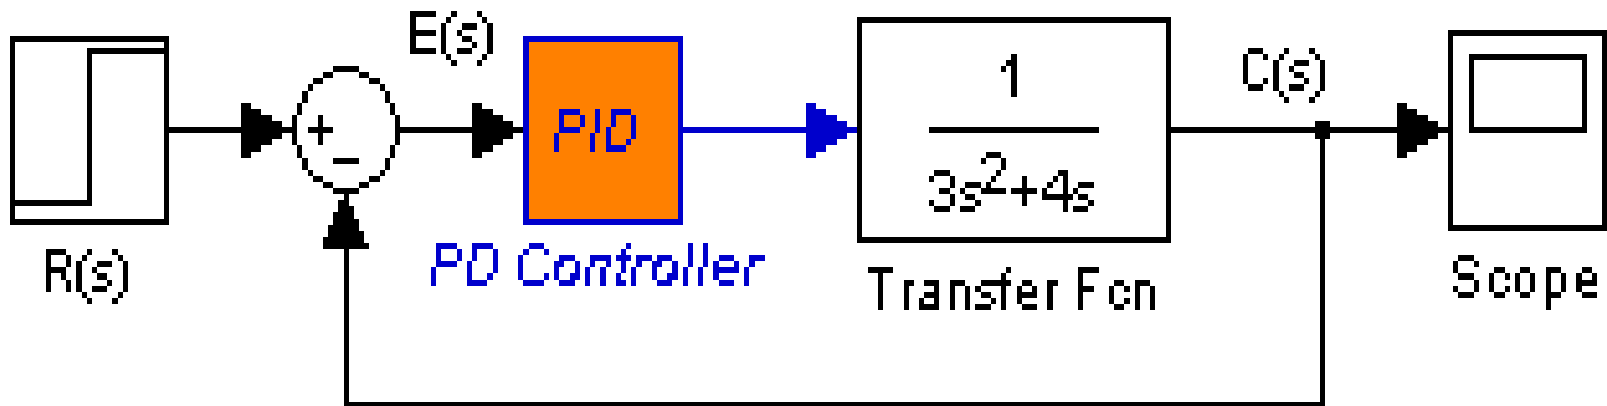 E(s)
R(s)
+
−
PID
PD Controller
1
3s²+4s
Transfer Fcn
C(s)
Scope